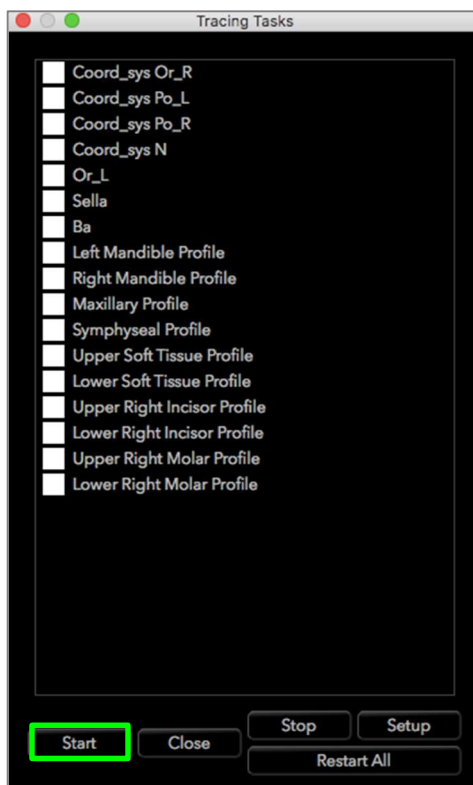 Tracing Tasks
Coord_sys Or_R
Coord_sys Po_L
Coord_sys Po_R
Coord_sys N
Or_L
Sella
Ba
Left Mandible Profile
Right Mandible Profile
Maxillary Profile
Symphyseal Profile
Upper Soft Tissue Profile
Lower Soft Tissue Profile
Upper Right Incisor Profile
Lower Right Incisor Profile
Upper Right Molar Profile
Lower Right Molar Profile
Stop Setup
Start Close
Restart All